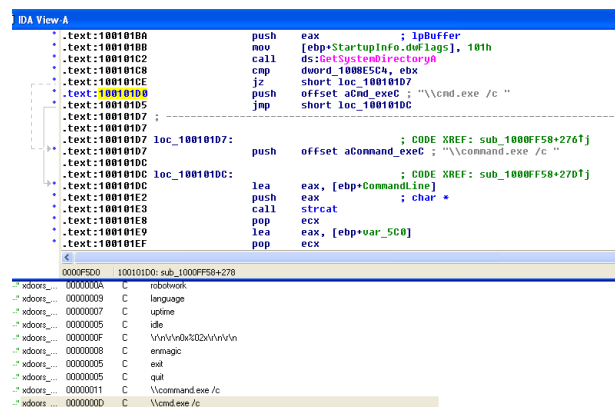 IDA View-A
.text:100101BA push eax ; lpBuffer
.text:100101BB mov [ebp+StartupInfo.dwFlags], 101h
.text:100101C2 call ds:GetSystemDirectoryA
.text:100101C8 cmp dword_1008E5C4, ebx
.text:100101CE jz short loc_100101D7
.text:100101D0 push offset aCmd_exeC ; "\\cmd.exe /c "
.text:100101D5 jmp short loc_100101DC
.text:100101D7 ; ---------------------------------------------------------------
.text:100101D7
.text:100101D7 loc_100101D7: ; CODE XREF: sub_1000FF58+276↑j
.text:100101D7 push offset aCommand_exeC ; "\\command.exe /c "
.text:100101DC
.text:100101DC loc_100101DC: ; CODE XREF: sub_1000FF58+27D↑j
.text:100101DC lea eax, [ebp+CommandLine]
.text:100101E2 push eax ; char *
.text:100101E3 call strcat
.text:100101E8 pop ecx
.text:100101E9 lea eax, [ebp+var_5C0]
.text:100101EF pop ecx
0000F5D0 100101D0: sub_1000FF58+278
xdoors_... 0000000A C robotwork
xdoors_... 00000009 C language
xdoors_... 00000007 C uptime
xdoors_... 00000005 C idle
xdoors_... 0000000F C \r\n\r\n0x%02x\r\n\r\n
xdoors_... 00000008 C enmagic
xdoors_... 00000005 C exit
xdoors_... 00000005 C quit
xdoors_... 00000011 C \\command.exe /c
xdoors_... 0000000D C \\cmd.exe /c